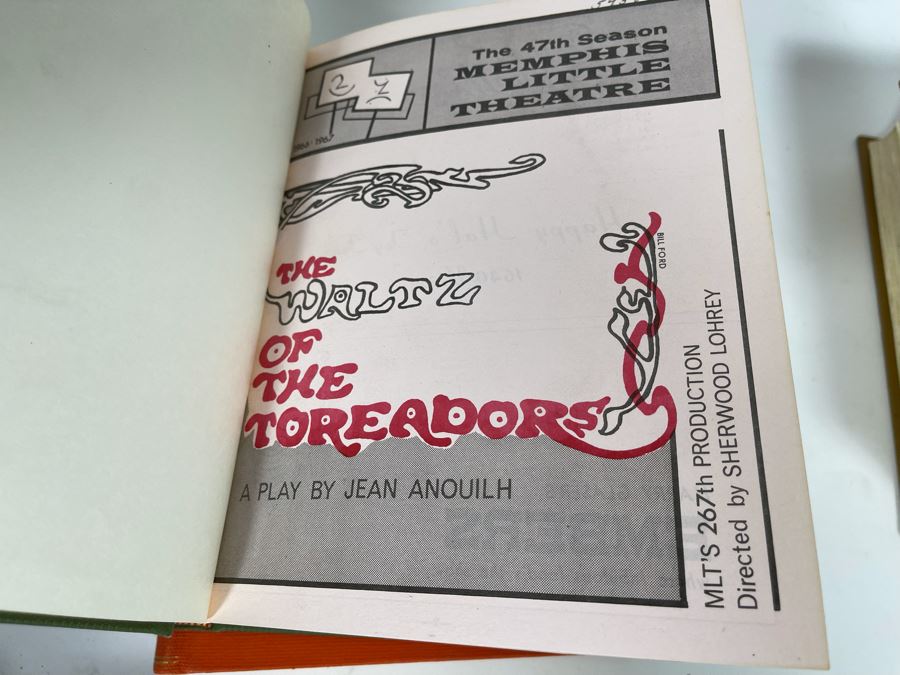 The 47th Season
MEMPHIS
LITTLE
THEATRE
1966-1967
BILL FORD
THE
WALTZ
OF
THE
TOREADORS
A PLAY BY JEAN ANOUILH
MLT'S 267th PRODUCTION
Directed by SHERWOOD LOHREY